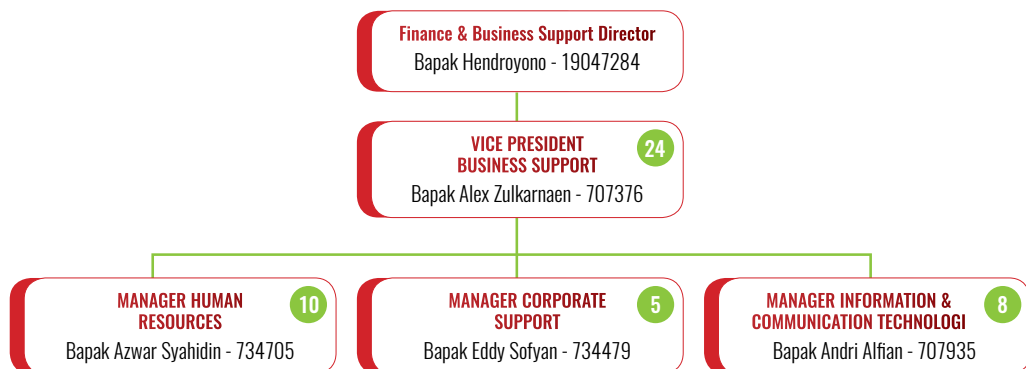 Finance & Business Support Director
Bapak Hendroyono - 19047284
VICE PRESIDENT
BUSINESS SUPPORT
24
Bapak Alex Zulkarnaen - 707376
MANAGER HUMAN
RESOURCES
10
Bapak Azwar Syahidin - 734705
MANAGER CORPORATE
SUPPORT
5
Bapak Eddy Sofyan - 734479
MANAGER INFORMATION &
COMMUNICATION TECHNOLOGI
8
Bapak Andri Alfian - 707935